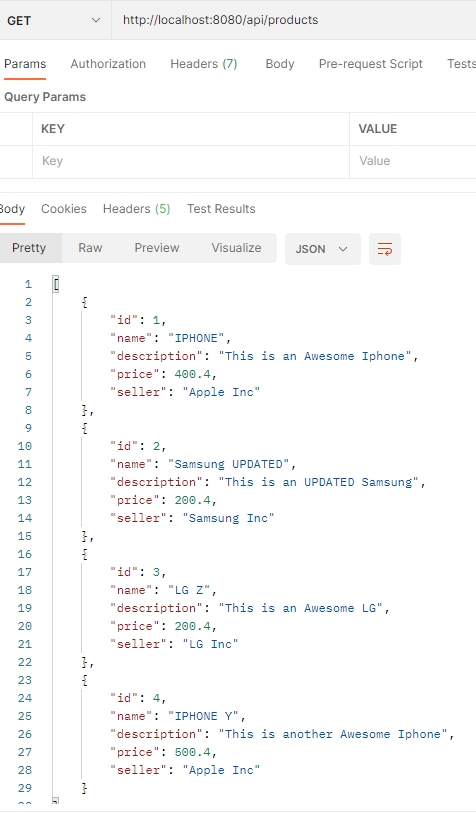 GET http://localhost:8080/api/products
Params Authorization Headers (7) Body Pre-request Script Tests
Query Params
KEY VALUE
Key Value
Body Cookies Headers (5) Test Results
Pretty Raw Preview Visualize JSON
1 [
2 {
3 "id": 1,
4 "name": "IPHONE",
5 "description": "This is an Awesome Iphone",
6 "price": 400.4,
7 "seller": "Apple Inc"
8 },
9 {
10 "id": 2,
11 "name": "Samsung UPDATED",
12 "description": "This is an UPDATED Samsung",
13 "price": 200.4,
14 "seller": "Samsung Inc"
15 },
16 {
17 "id": 3,
18 "name": "LG Z",
19 "description": "This is an Awesome LG",
20 "price": 200.4,
21 "seller": "LG Inc"
22 },
23 {
24 "id": 4,
25 "name": "IPHONE Y",
26 "description": "This is another Awesome Iphone",
27 "price": 500.4,
28 "seller": "Apple Inc"
29 }